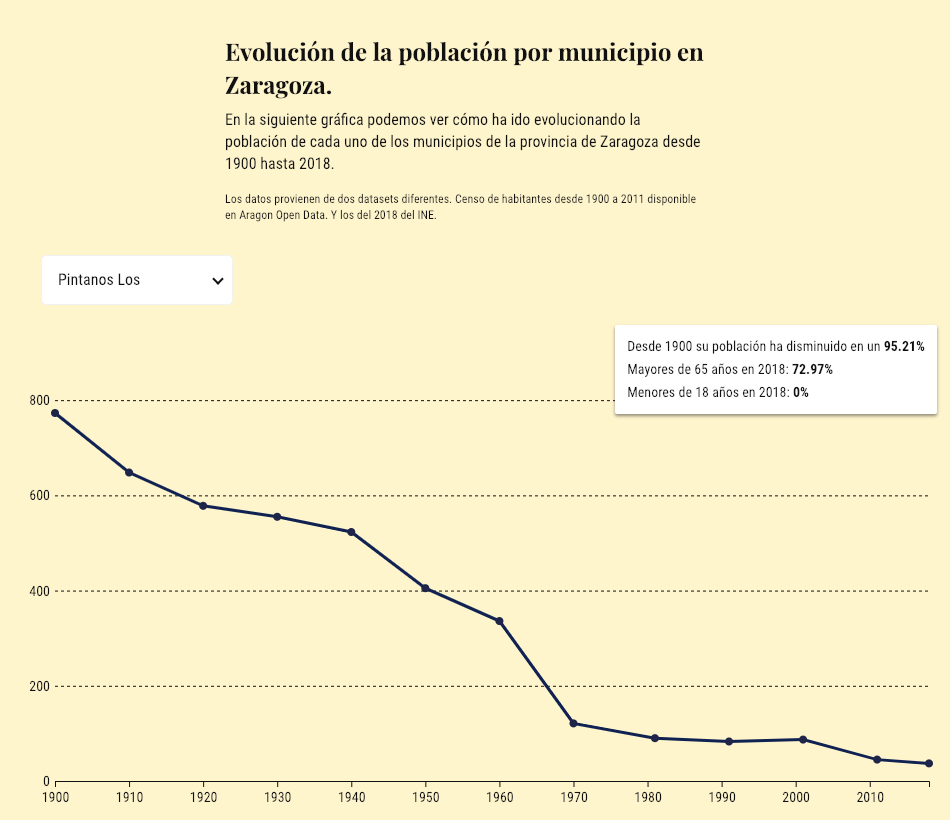 Evolución de la población por municipio en
Zaragoza.
En la siguiente gráfica podemos ver cómo ha ido evolucionando la
población de cada uno de los municipios de la provincia de Zaragoza desde
1900 hasta 2018.
Los datos provienen de dos datasets diferentes. Censo de habitantes desde 1900 a 2011 disponible
en Aragon Open Data. Y los del 2018 del INE.
Pintanos Los
Desde 1900 su población ha disminuido en un 95.21%
Mayores de 65 años en 2018: 72.97%
Menores de 18 años en 2018: 0%
800
600
400
200
0
1900 1910 1920 1930 1940 1950 1960 1970 1980 1990 2000 2010